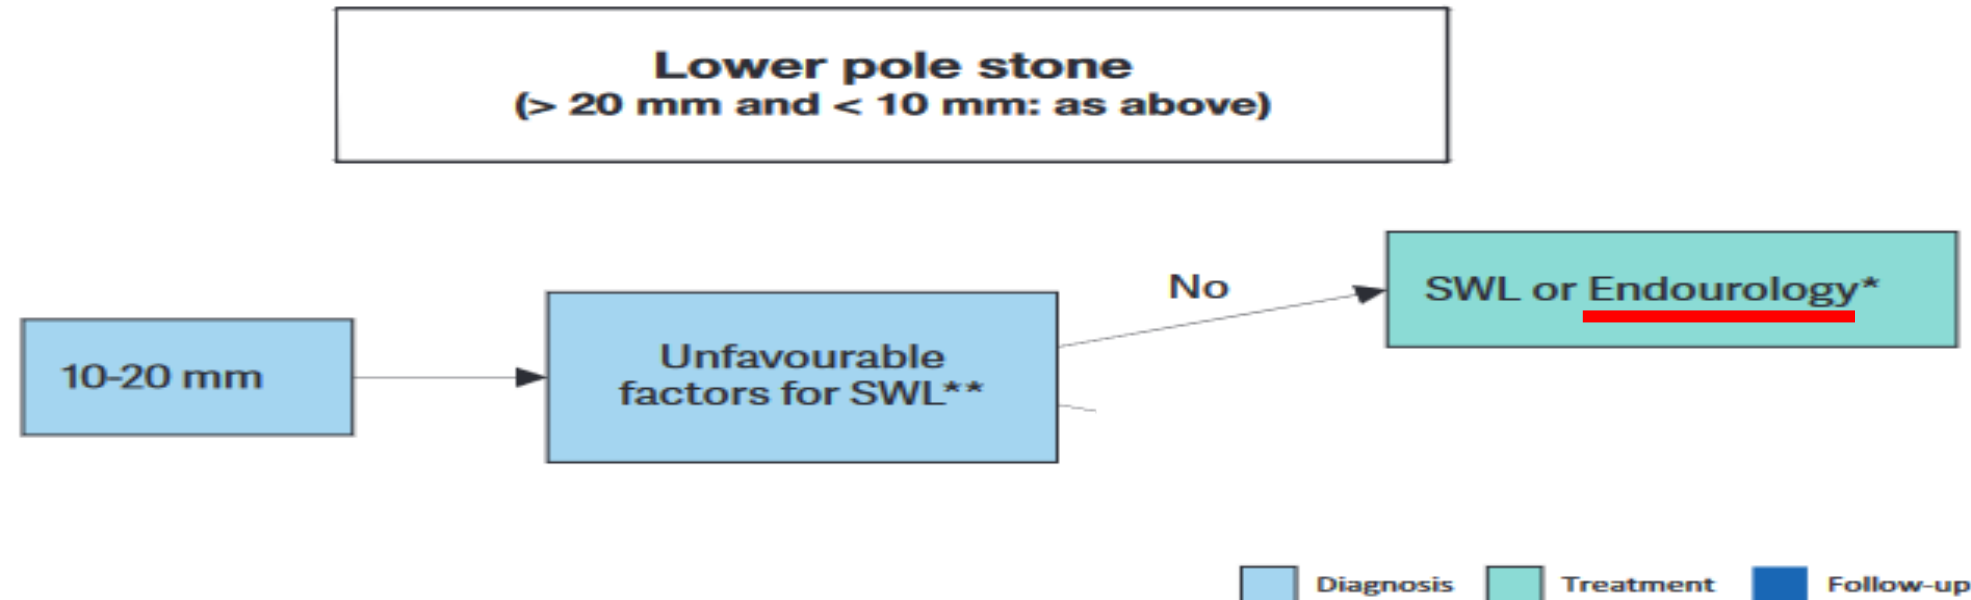 Lower pole stone
(> 20 mm and < 10 mm: as above)
No
SWL or Endourology*
10-20 mm
Unfavourable
factors for SWL**
Diagnosis
Treatment
Follow-up